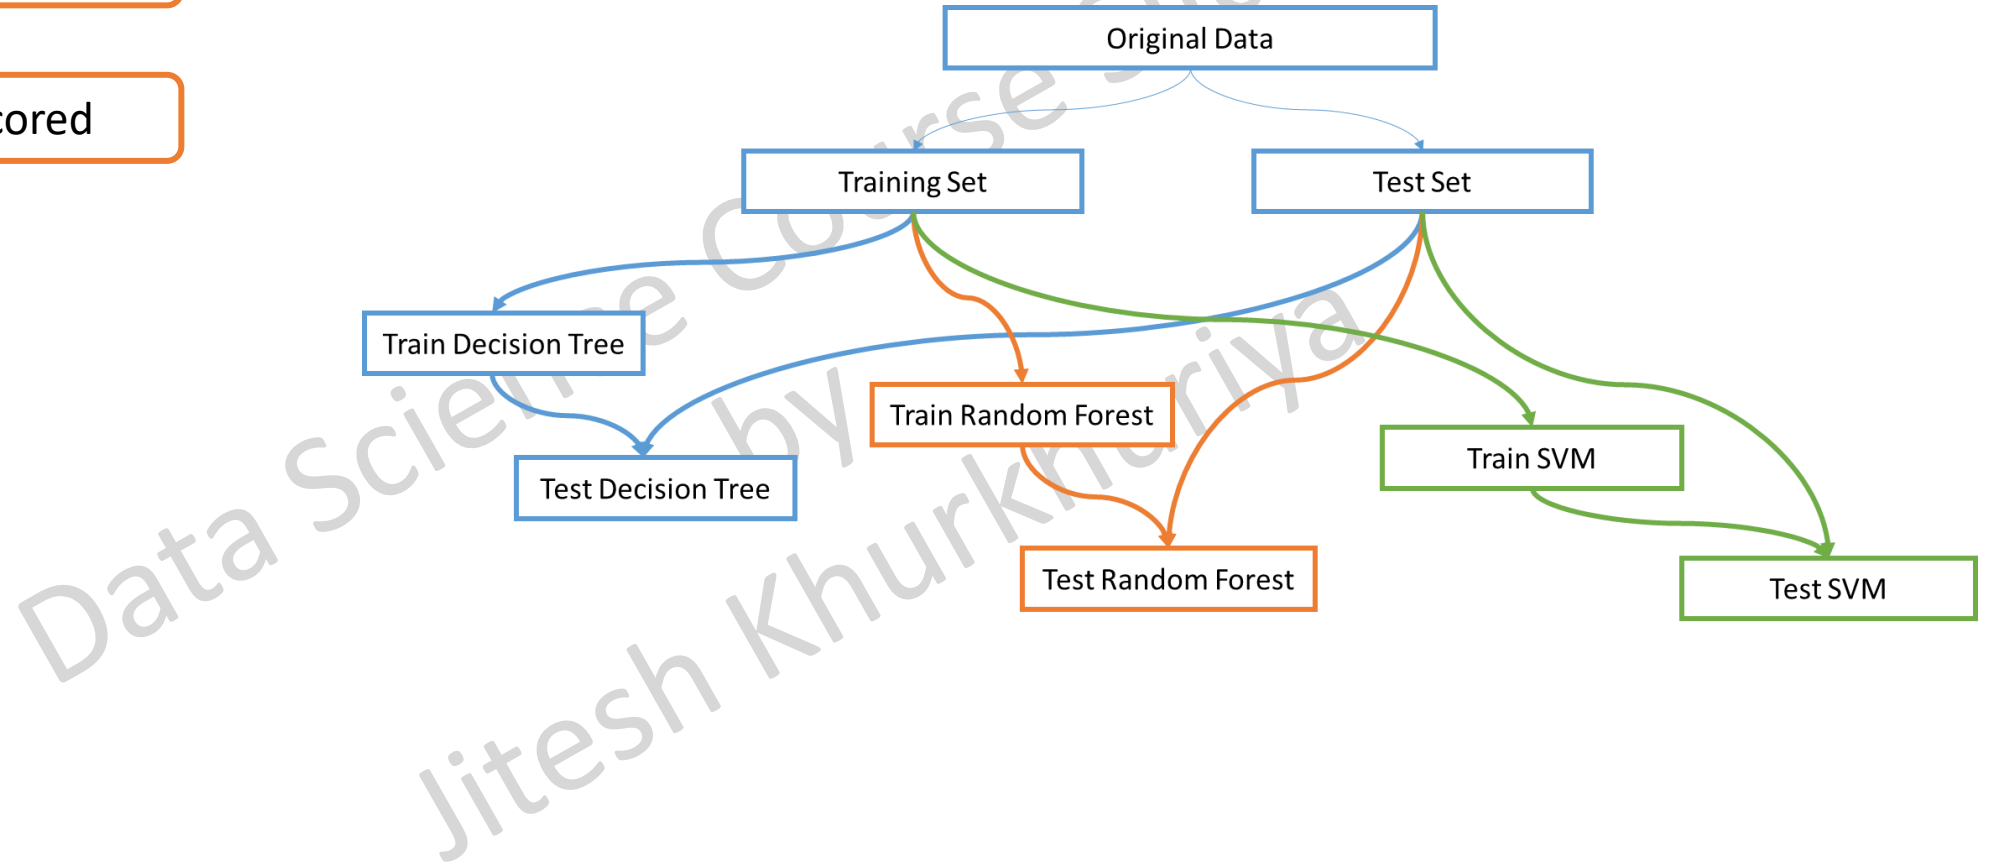 Original Data
cored
Training Set
Test Set
Train Decision Tree
Train Random Forest
Train SVM
Test Decision Tree
Test Random Forest
Test SVM
Data Science Course
by
Jitesh Khurkhuriya